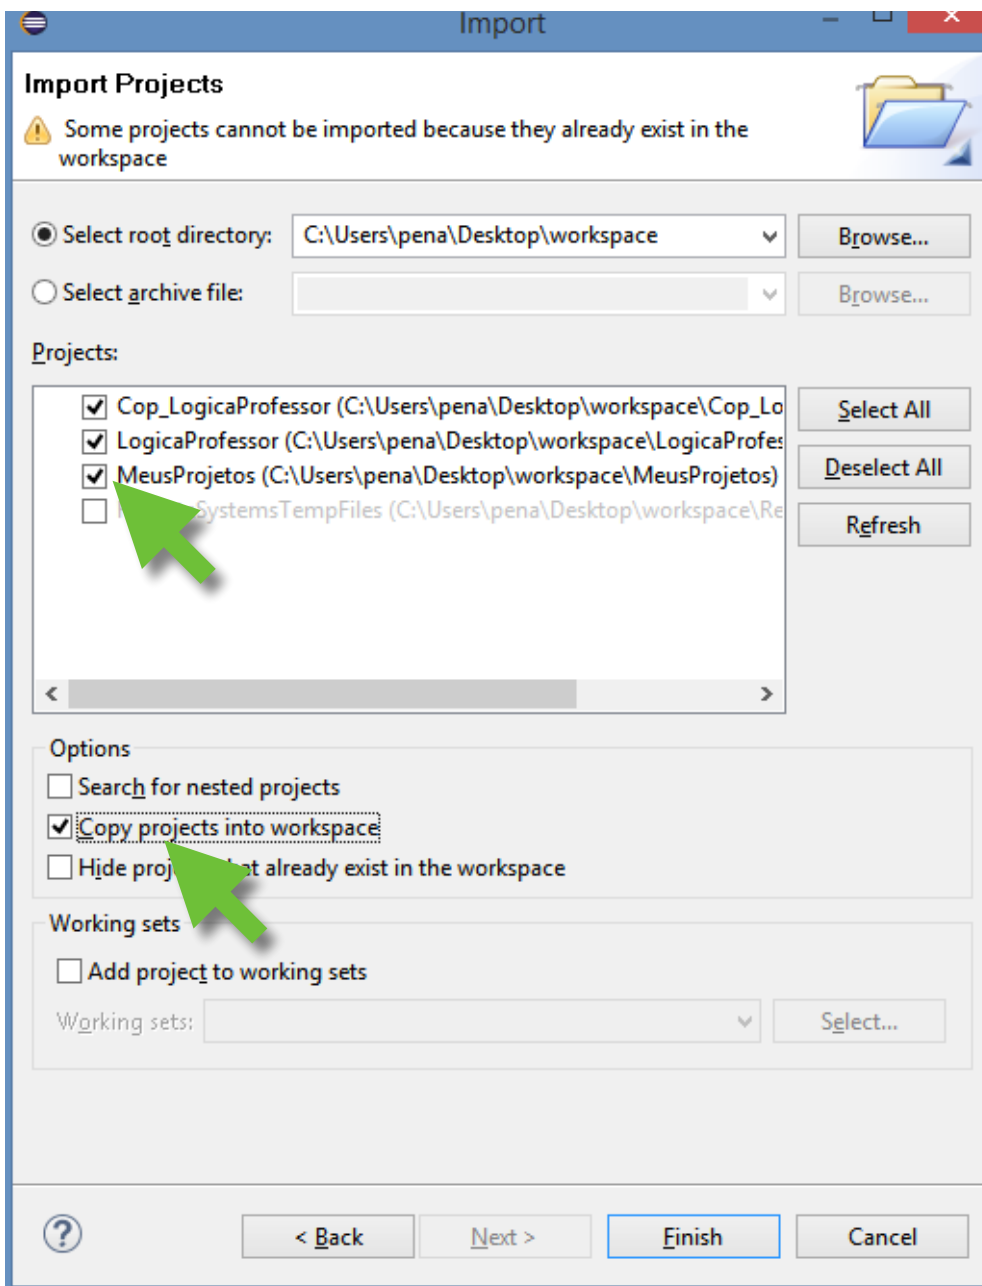 Import
Import Projects
Some projects cannot be imported because they already exist in the
workspace
Select root directory: C:\Users\pena\Desktop\workspace Browse...
Select archive file: Browse...
Projects:
Cop_LogicaProfessor (C:\Users\pena\Desktop\workspace\Cop_Lo
Select All
LogicaProfessor (C:\Users\pena\Desktop\workspace\LogicaProfes
MeusProjetos (C:\Users\pena\Desktop\workspace\MeusProjetos)
Deselect All
SystemsTempFiles (C:\Users\pena\Desktop\workspace\Re
Refresh
Options
Search for nested projects
Copy projects into workspace
Hide already exist in the workspace
Working sets
Add project to working sets
Working sets: Select...
< Back Next > Finish Cancel